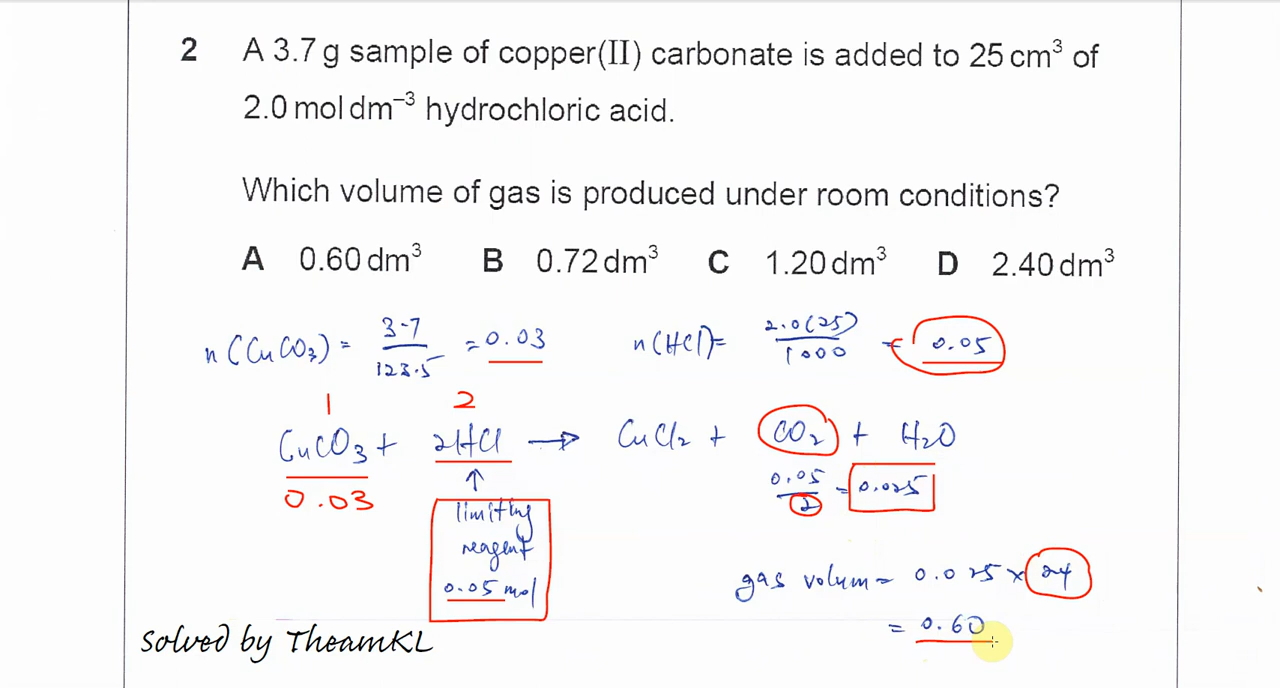 2 A 3.7 g sample of copper(II) carbonate is added to 25 cm³ of
2.0 mol dm⁻³ hydrochloric acid.
Which volume of gas is produced under room conditions?
A 0.60 dm³ B 0.72 dm³ C 1.20 dm³ D 2.40 dm³
n(CuCO₃) = 3.7/123.5 = 0.03 n(HCl) = 2.0(25)/1000 = 0.05
1 2
CuCO₃ + 2HCl → CuCl₂ + CO₂ + H₂O
0.03 ↑ 0.05/2 = 0.025
limiting
reagent
0.05 mol
gas volum = 0.025 × 24
= 0.60
Solved by TheamKL